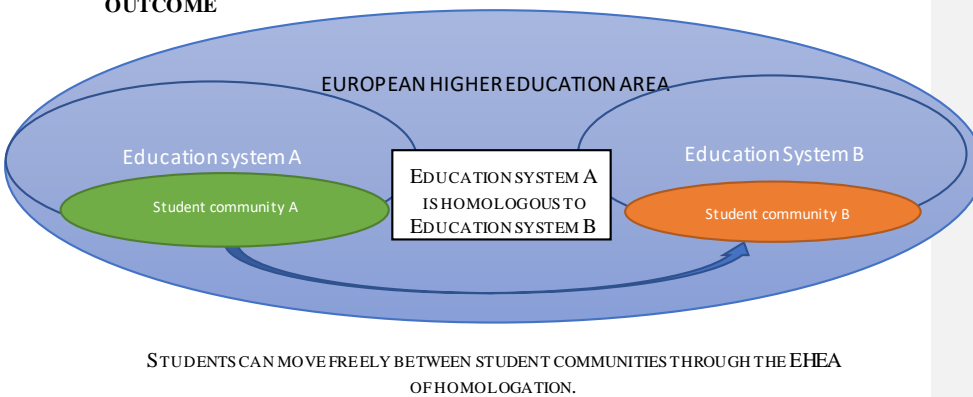 OUTCOME
EUROPEAN HIGHER EDUCATION AREA
Education system A
Education System B
EDUCATION SYSTEM A
IS HOMOLOGOUS TO
EDUCATION SYSTEM B
Student community A
Student community B
STUDENTS CAN MOVE FREELY BETWEEN STUDENT COMMUNITIES THROUGH THE EHEA
OF HOMOLOGATION.